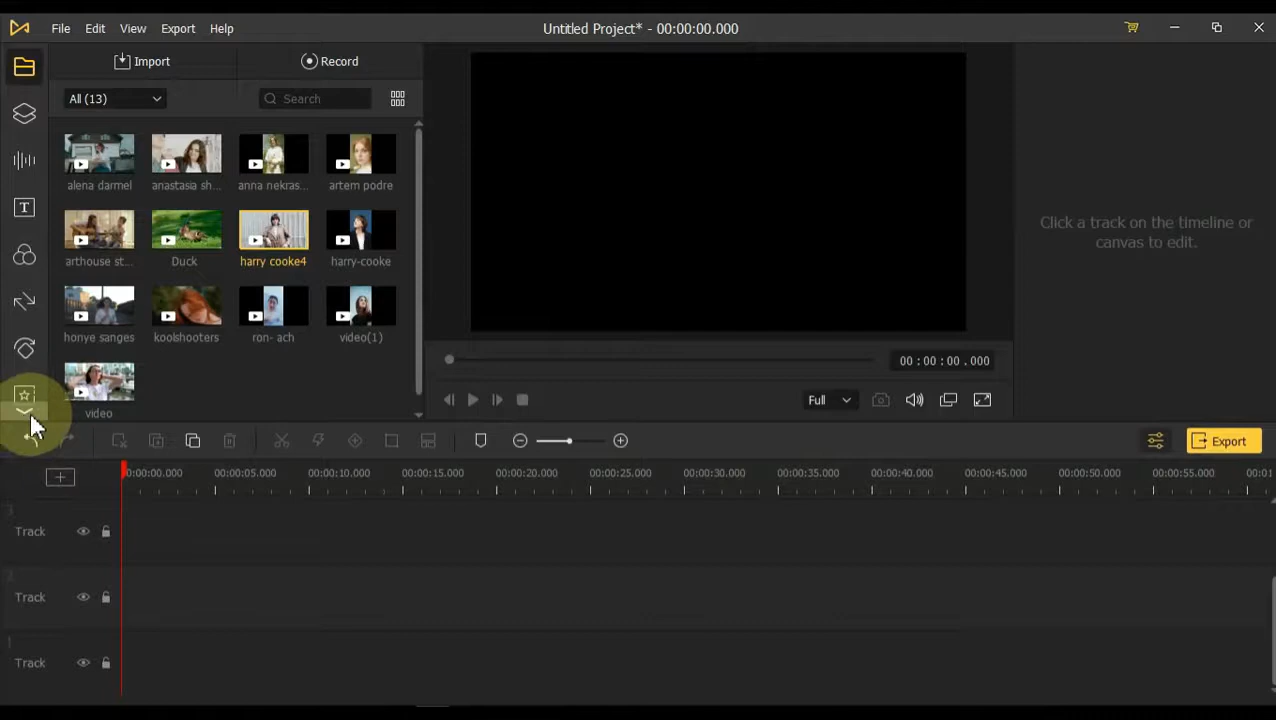 File Edit View Export Help
Untitled Project* - 00:00:00.000
Import
Record
All (13)
Search
alena darmel
anastasia sh...
anna nekras...
artem podre
arthouse st...
Duck
harry cooke4
harry-cooke
honye sanges
koolshooters
ron- ach
video(1)
video
Click a track on the timeline or
canvas to edit.
00 : 00 : 00 . 000
Full
Export
0:00:00.000 00:00:05.000 00:00:10.000 00:00:15.000 00:00:20.000 00:00:25.000 00:00:30.000 00:00:35.000 00:00:40.000 00:00:45.000 00:00:50.000 00:00:55.000 00:01
3
Track
2
Track
1
Track